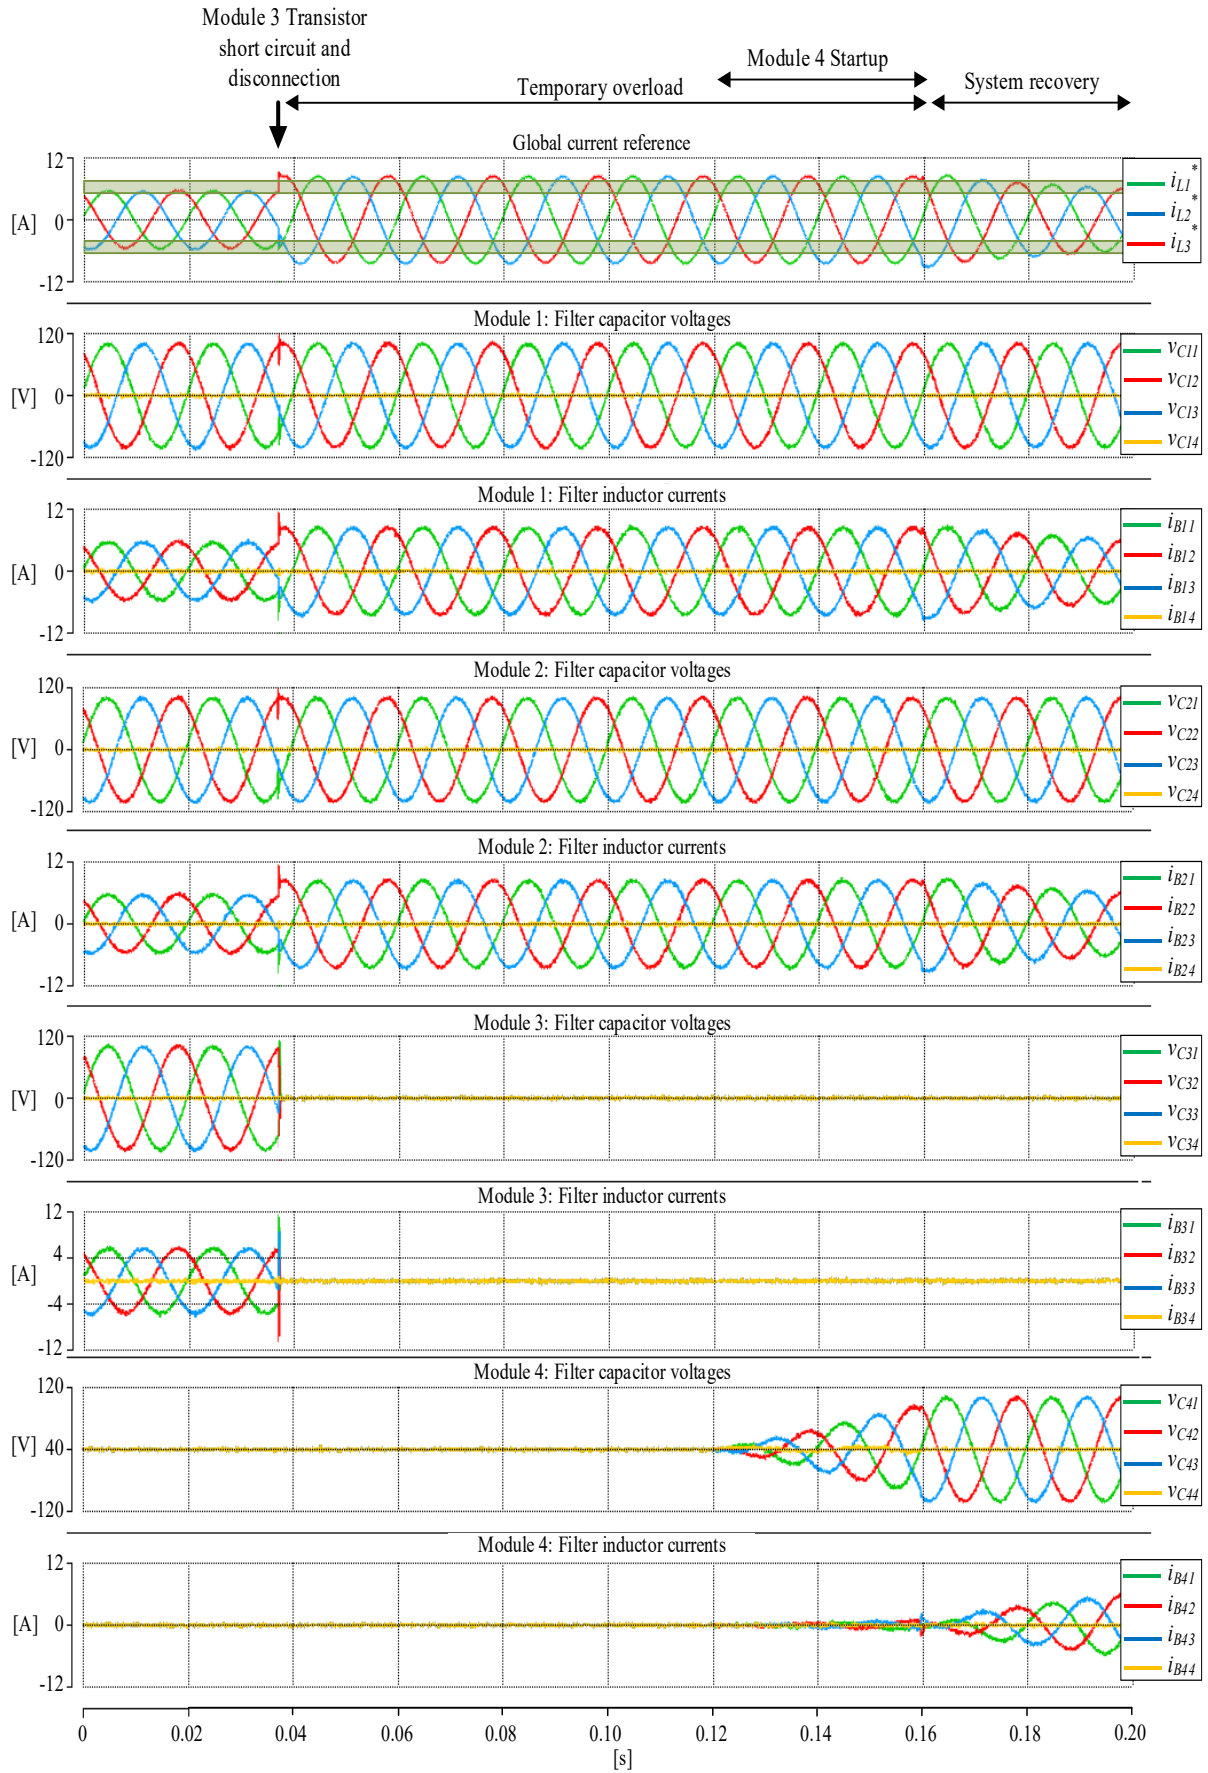 Module 3 Transistor
short circuit and
disconnection
Module 4 Startup
Temporary overload
System recovery
Global current reference
12
[A] 0
-12
iL1*
iL2*
iL3*
Module 1: Filter capacitor voltages
120
[V] 0
-120
vC11
vC12
vC13
vC14
Module 1: Filter inductor currents
12
[A] 0
-12
iB11
iB12
iB13
iB14
Module 2: Filter capacitor voltages
120
[V] 0
-120
vC21
vC22
vC23
vC24
Module 2: Filter inductor currents
12
[A] 0
-12
iB21
iB22
iB23
iB24
Module 3: Filter capacitor voltages
120
[V] 0
-120
vC31
vC32
vC33
vC34
Module 3: Filter inductor currents
12
4
[A]
-4
-12
iB31
iB32
iB33
iB34
Module 4: Filter capacitor voltages
120
[V] 40
-120
vC41
vC42
vC43
vC44
Module 4: Filter inductor currents
12
[A] 0
-12
iB41
iB42
iB43
iB44
0 0.02 0.04 0.06 0.08 0.10 0.12 0.14 0.16 0.18 0.20
[s]